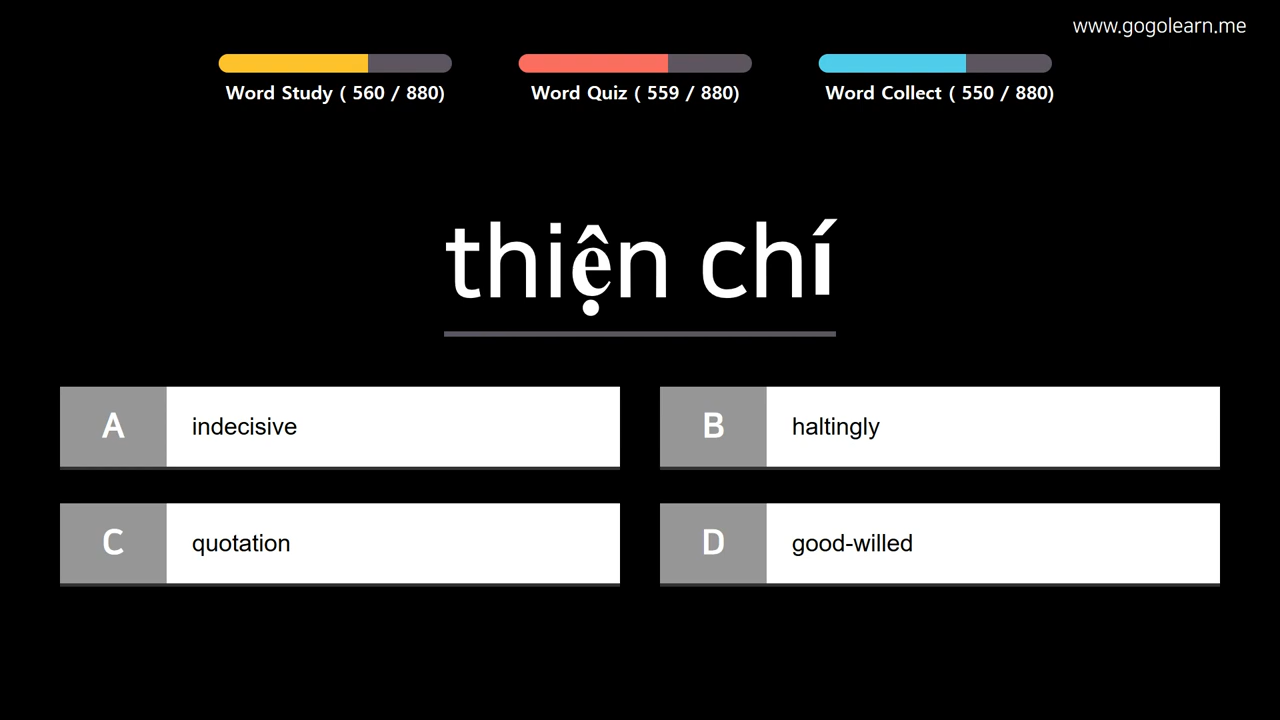 www.gogolearn.me
Word Study ( 560 / 880)
Word Quiz ( 559 / 880)
Word Collect ( 550 / 880)
thiện chí
A indecisive
B haltingly
C quotation
D good-willed